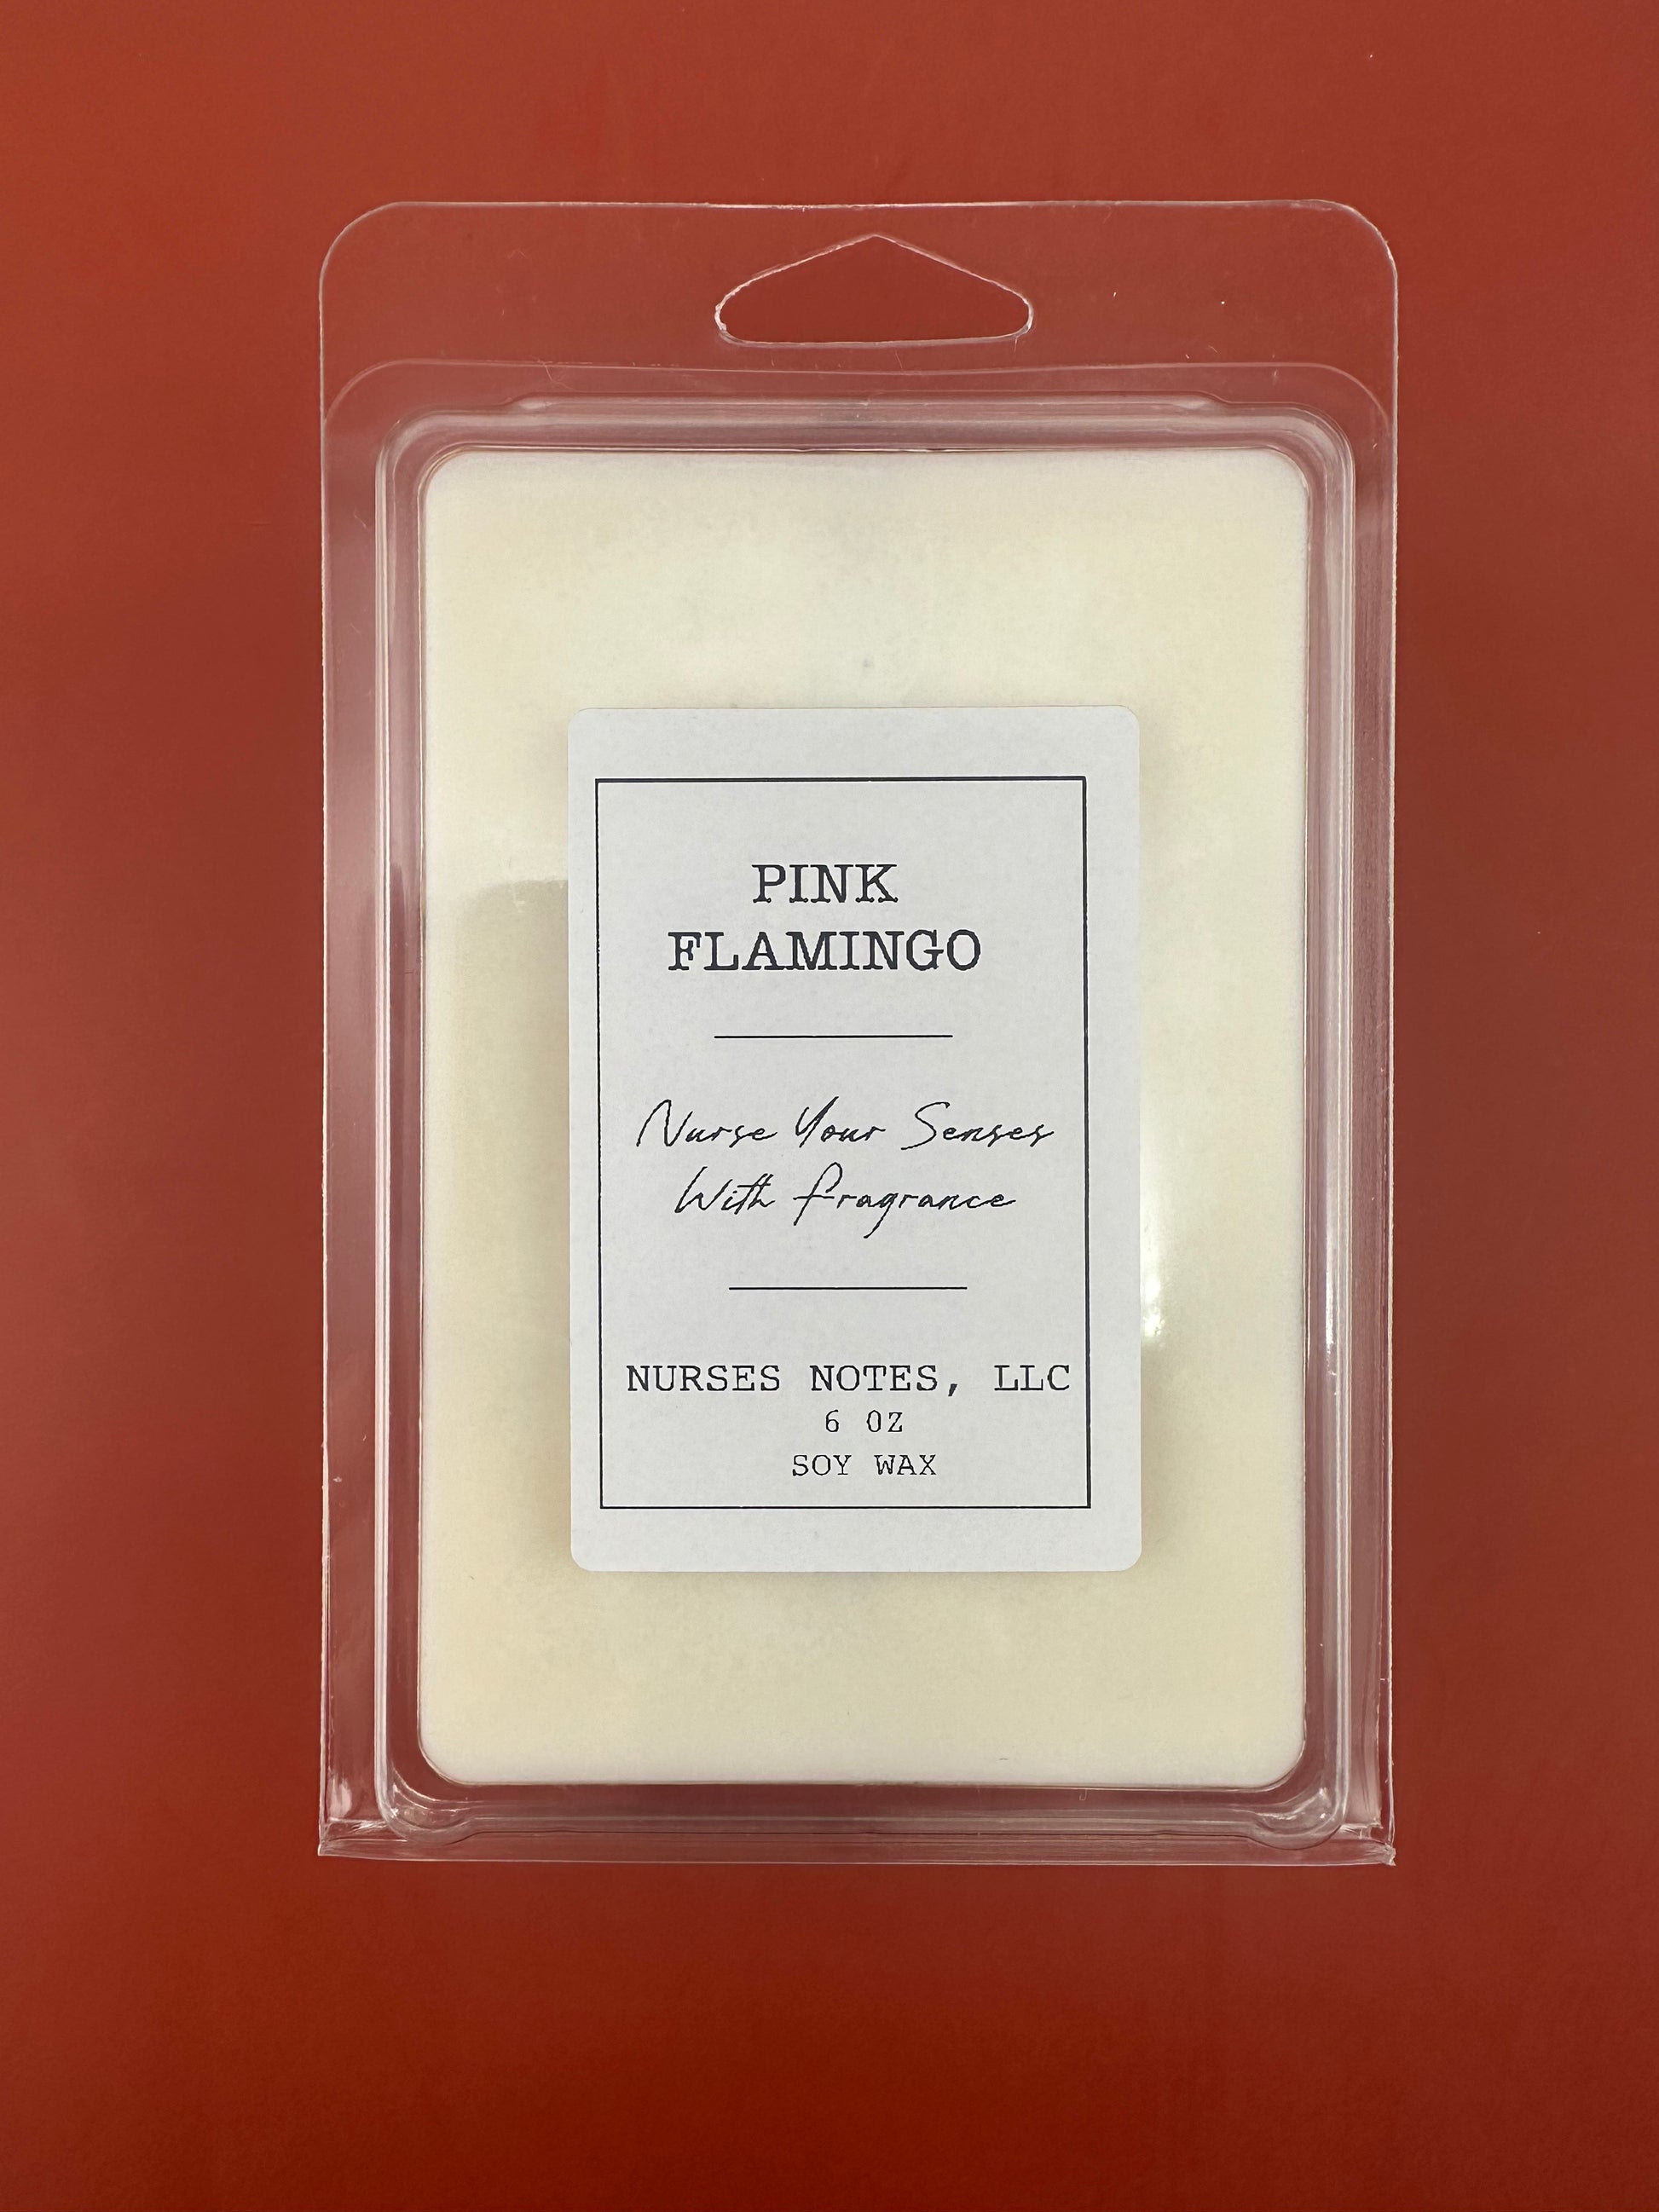 PINK
FLAMINGO
Nurse Your Senses
With Fragrance
NURSES NOTES, LLC
6 OZ
SOY WAX